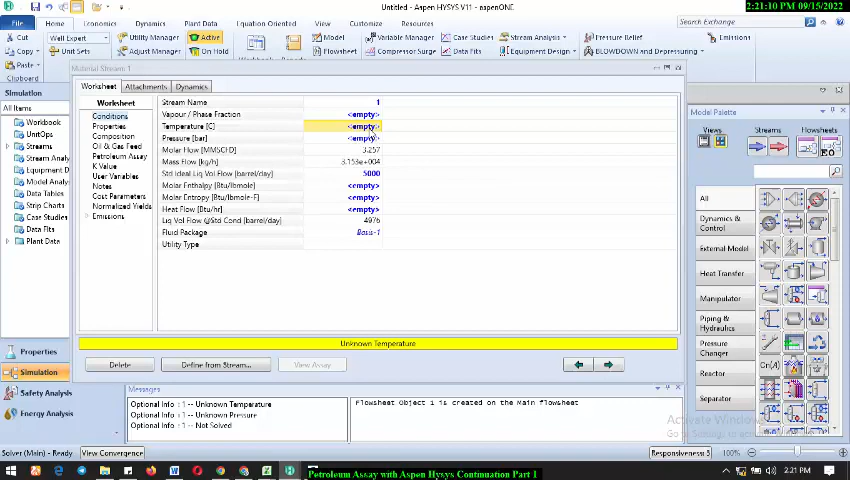 Untitled - Aspen HYSYS V11 - aspenONE
2:21:10 PM 09/15/2022
File
Home
Economics
Dynamics
Plant Data
Equation Oriented
View
Customize
Resources
Search Exchange
Cut
Copy
Paste
Clipboard
Well Expert
Unit Sets
Utility Manager
Adjust Manager
Active
On Hold
Workbook
Reports
Model
Flowsheet
Variable Manager
Compressor Surge
Case Studies
Data Fits
Stream Analysis
Equipment Design
Pressure Relief
BLOWDOWN and Depressuring
Emissions
Simulation
All Items
Workbook
UnitOps
Streams
Equipment
Model Analy
Data Tables
Strip Charts
Case Studies
Data Fits
Plant Data
Properties
Simulation
Safety Analysis
Energy Analysis
Material Stream: 1
Worksheet
Attachments
Dynamics
Worksheet
Conditions
Properties
Composition
Oil & Gas Feed
Petroleum Assay
K Value
User Variables
Notes
Cost Parameters
Normalized Yields
Emissions
Stream Name 1
Vapour / Phase Fraction <empty>
Temperature [C] <empty>
Pressure [bar] <empty>
Molar Flow [MMSCFD] 3.257
Mass Flow [kg/h] 3.153e+004
Std Ideal Liq Vol Flow [barrel/day] 5000
Molar Enthalpy [Btu/lbmole] <empty>
Molar Entropy [Btu/lbmole-F] <empty>
Heat Flow [Btu/hr] <empty>
Liq Vol Flow @Std Cond [barrel/day] 4976
Fluid Package Basis-1
Utility Type
Unknown Temperature
Delete
Define from Stream...
View Assay
Model Palette
Views
Streams
Flowsheets
EO
All
Dynamics & Control
External Model
Heat Transfer
Manipulator
Piping & Hydraulics
Pressure Changer
Reactor
Separator
Messages
Optional Info : 1 -- Unknown Temperature
Optional Info : 1 -- Unknown Pressure
Optional Info : 1 -- Not Solved
Flowsheet Object 1 is created on the Main flowsheet
Activate Windows
Solver (Main): Ready
View Convergence
Responsiveness
100%
Petroleum Assay with Aspen Hysys Continuation Part 1
2:21 PM